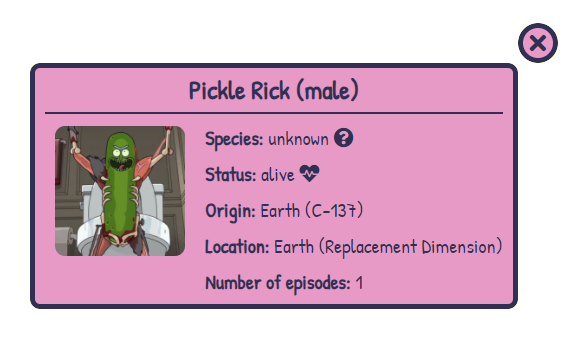 Pickle Rick (male)
Species: unknown
Status: alive
Origin: Earth (C-137)
Location: Earth (Replacement Dimension)
Number of episodes: 1